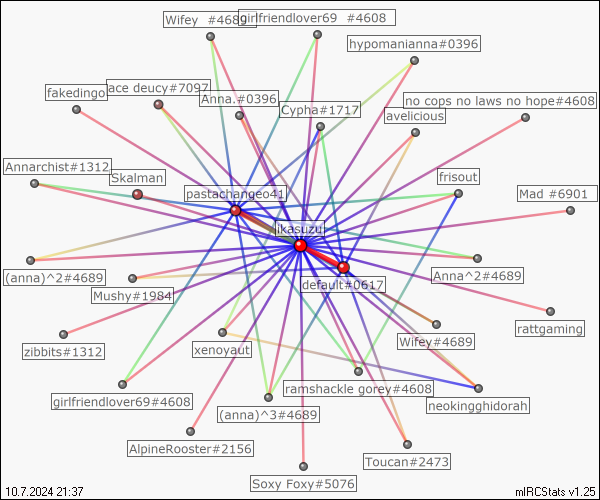 Wifey  #4689
girlfriendlover69  #4608
hypomanianna#0396
fakedingo
ace deucy#7097
Anna.#0396
Cypha#1717
no cops no laws no hope#4608
avelicious
Annarchist#1312
Skalman
pastachangeo41
frisout
Mad #6901
ikasuzu
(anna)^2#4689
Mushy#1984
default#0617
Anna^2#4689
rattgaming
zibbits#1312
xenoyaut
Wifey#4689
girlfriendlover69#4608
(anna)^3#4689
ramshackle gorey#4608
neokingghidorah
AlpineRooster#2156
Toucan#2473
Soxy Foxy#5076
10.7.2024 21:37
mIRCStats v1.25